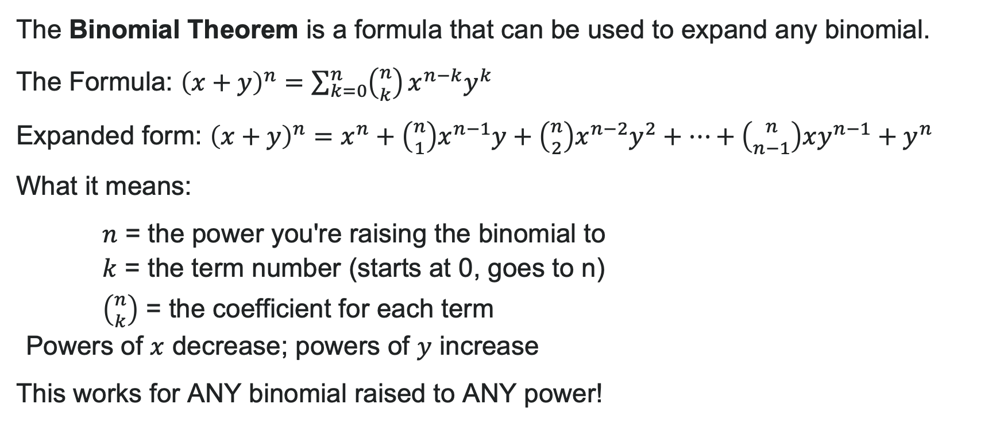 The Binomial Theorem is a formula that can be used to expand any binomial.
The Formula: $(x + y)^n = \sum_{k=0}^{n} \binom{n}{k} x^{n-k} y^k$
Expanded form: $(x + y)^n = x^n + \binom{n}{1} x^{n-1} y + \binom{n}{2} x^{n-2} y^2 + \cdots + \binom{n}{n-1} x y^{n-1} + y^n$
What it means:
$n$ = the power you're raising the binomial to
$k$ = the term number (starts at 0, goes to n)
$\binom{n}{k}$ = the coefficient for each term
Powers of $x$ decrease; powers of $y$ increase
This works for ANY binomial raised to ANY power!